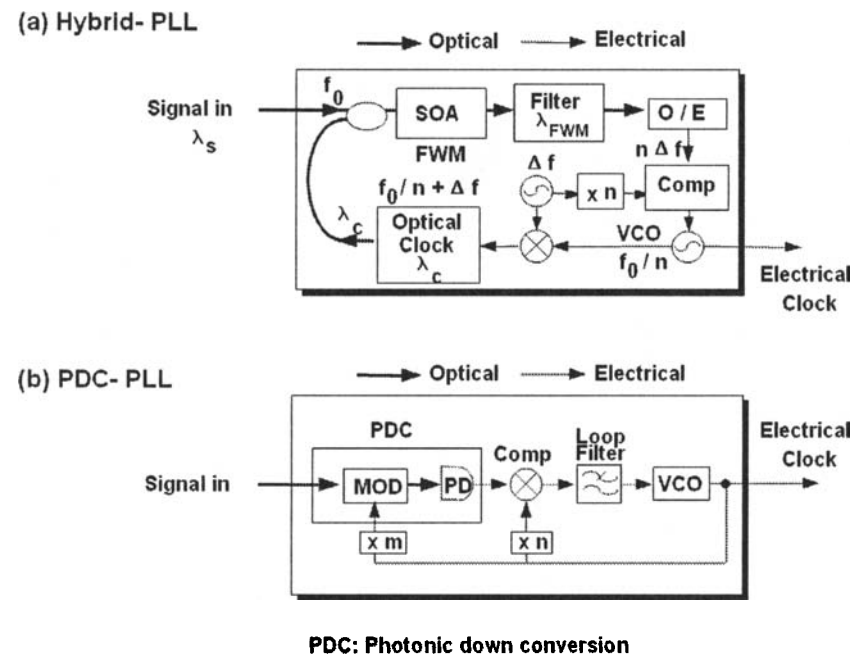 (a) Hybrid- PLL
Optical
Electrical
Signal in
λs
f0
SOA
FWM
Filter
λFWM
O / E
n Δ f
Δ f
x n
Comp
f0/ n + Δ f
Optical
Clock
λc
λc
VCO
f0/ n
Electrical
Clock
(b) PDC- PLL
Optical
Electrical
PDC
Signal in
MOD
PD
Comp
Loop
Filter
VCO
Electrical
Clock
x m
x n
PDC: Photonic down conversion